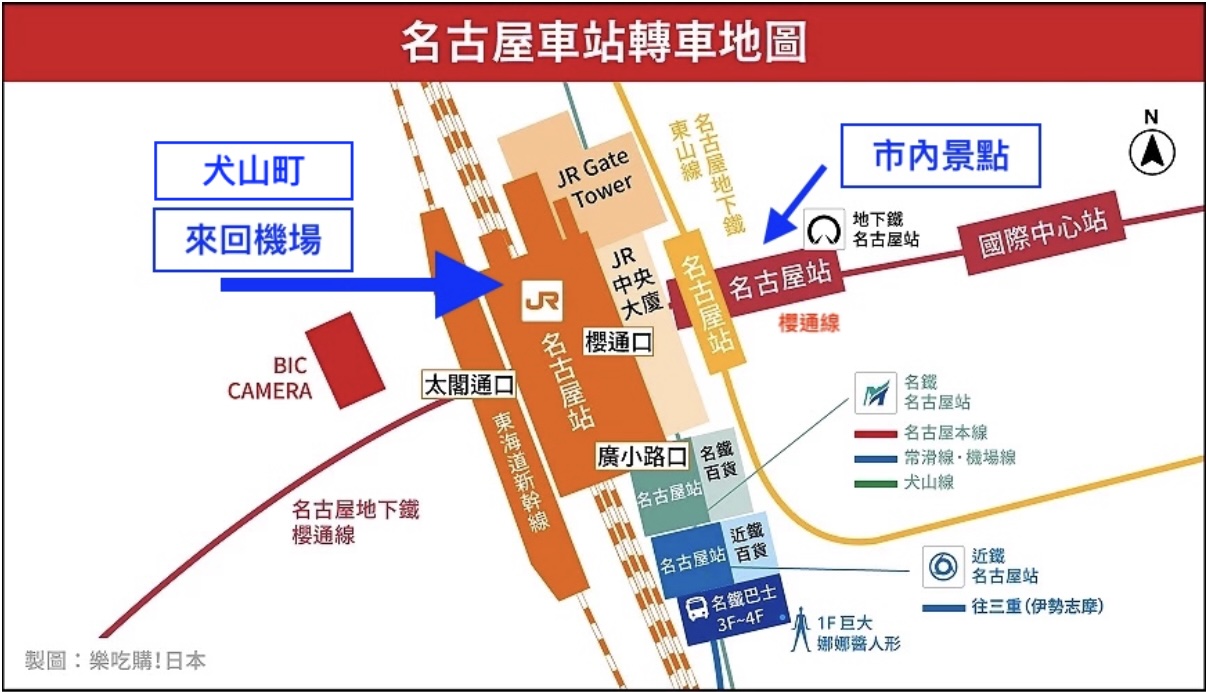 名古屋車站轉車地圖
犬山町
來回機場
市內景點
N
JR Gate
Tower
名古屋地下鐵
東山線
地下鐵
名古屋站
國際中心站
JR
中央
大廈
名古屋站
名古屋站
櫻通線
JR
名古屋站
櫻通口
BIC
CAMERA
太閤通口
東海道新幹線
廣小路口
名鐵
名古屋站
名古屋本線
常滑線·機場線
犬山線
名古屋站
名鐵
百貨
名古屋地下鐵
櫻通線
名古屋站
近鐵
百貨
近鐵
名古屋站
往三重(伊勢志摩)
名鐵巴士
3F~4F
1F巨大
娜娜醬人形
製圖：樂吃購!日本